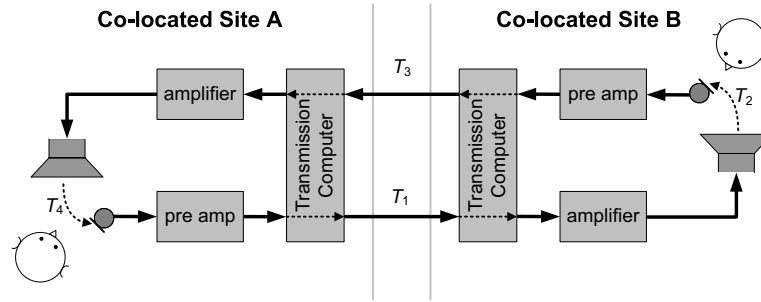 Co-located Site A
Co-located Site B
T3
amplifier
pre amp
T2
Transmission
Computer
Transmission
Computer
T4
T1
pre amp
amplifier